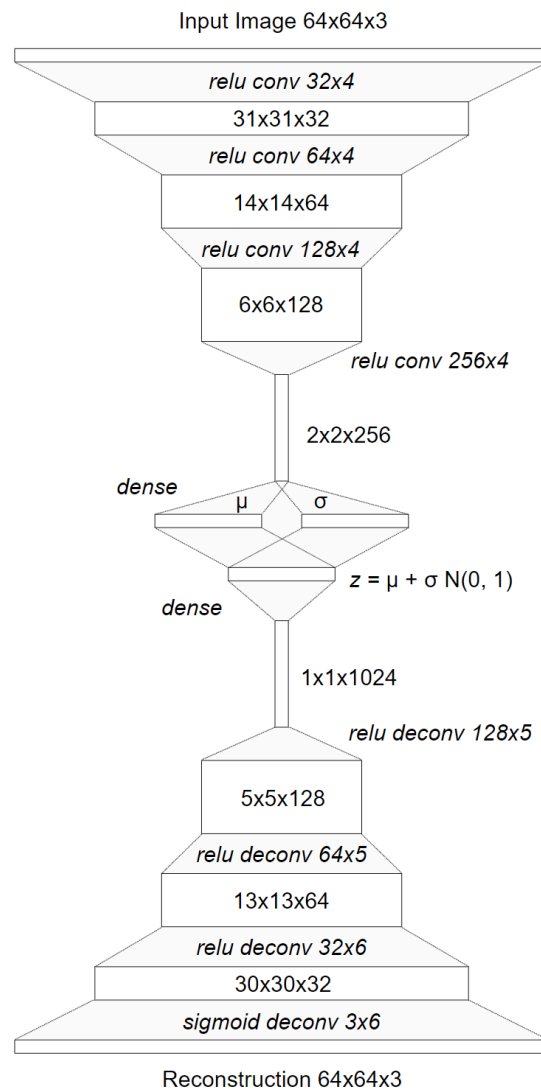 Input Image 64x64x3
relu conv 32x4
31x31x32
relu conv 64x4
14x14x64
relu conv 128x4
6x6x128
relu conv 256x4
2x2x256
dense
μ σ
z = μ + σ N(0, 1)
dense
1x1x1024
relu deconv 128x5
5x5x128
relu deconv 64x5
13x13x64
relu deconv 32x6
30x30x32
sigmoid deconv 3x6
Reconstruction 64x64x3